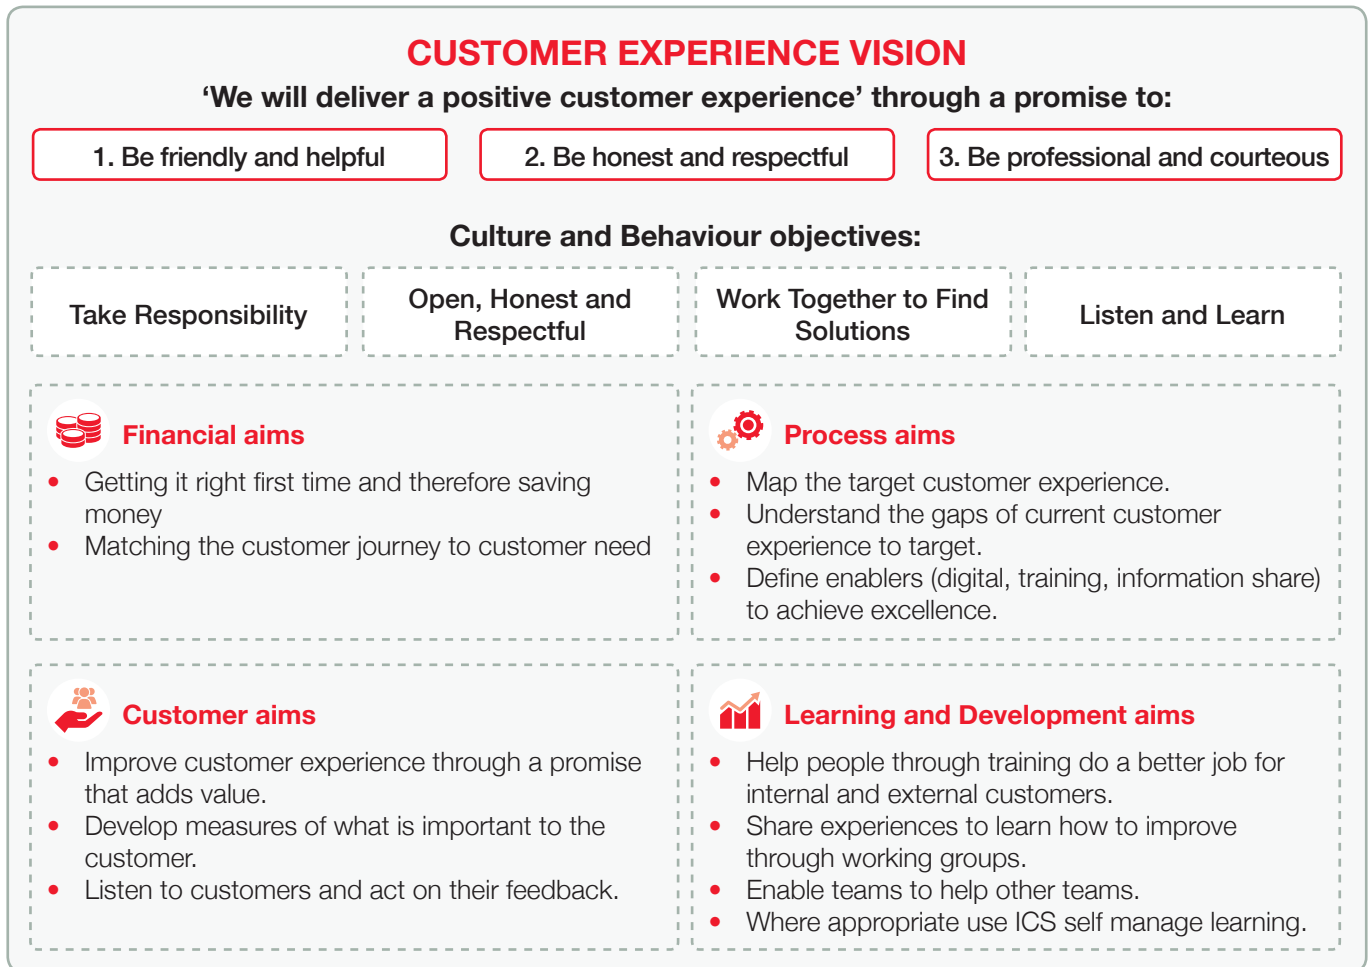 CUSTOMER EXPERIENCE VISION
‘We will deliver a positive customer experience’ through a promise to:
1. Be friendly and helpful
2. Be honest and respectful
3. Be professional and courteous
Culture and Behaviour objectives:
Take Responsibility
Open, Honest and
Respectful
Work Together to Find
Solutions
Listen and Learn
Financial aims
• Getting it right first time and therefore saving
money
• Matching the customer journey to customer need
Process aims
• Map the target customer experience.
• Understand the gaps of current customer
experience to target.
• Define enablers (digital, training, information share)
to achieve excellence.
Customer aims
• Improve customer experience through a promise
that adds value.
• Develop measures of what is important to the
customer.
• Listen to customers and act on their feedback.
Learning and Development aims
• Help people through training do a better job for
internal and external customers.
• Share experiences to learn how to improve
through working groups.
• Enable teams to help other teams.
• Where appropriate use ICS self manage learning.